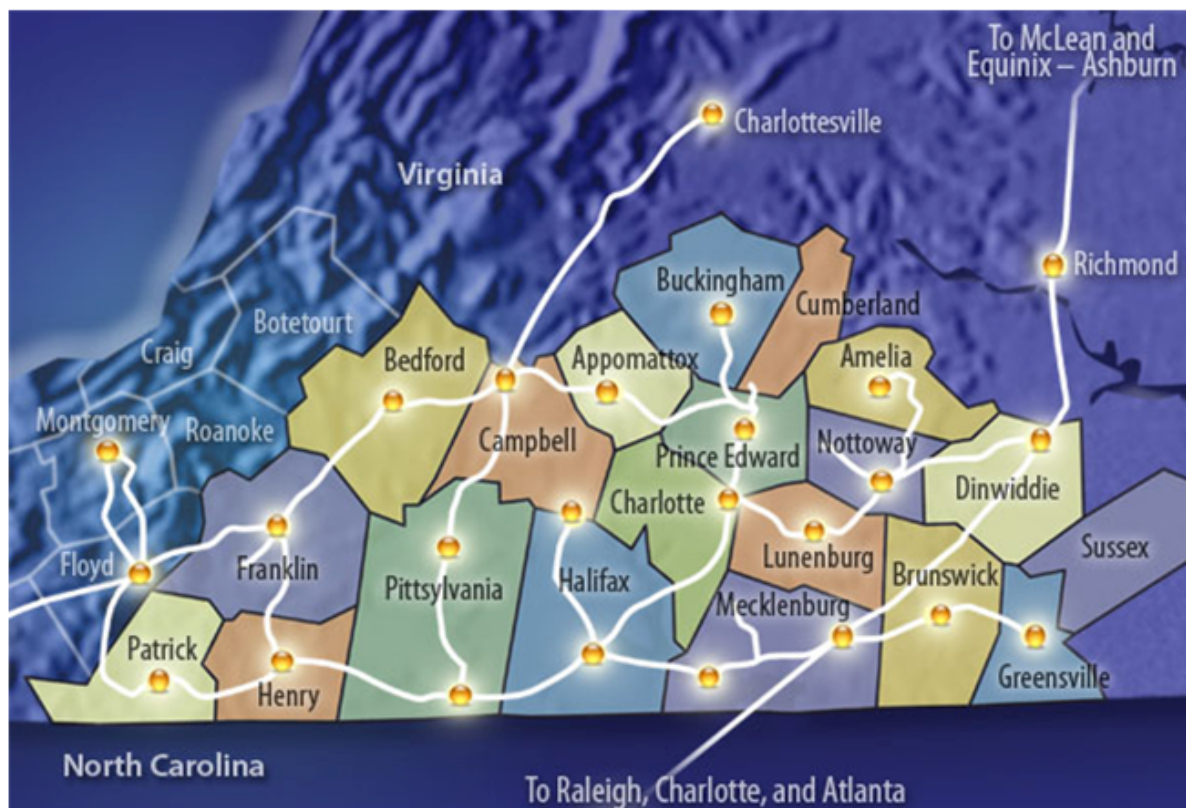 To McLean and
Equinix – Ashburn
Charlottesville
Virginia
Richmond
Buckingham
Cumberland
Botetourt
Craig
Bedford
Appomattox
Amelia
Montgomery
Roanoke
Campbell
Prince Edward
Nottoway
Dinwiddie
Charlotte
Floyd
Franklin
Pittsylvania
Halifax
Lunenburg
Brunswick
Sussex
Mecklenburg
Patrick
Henry
Greensville
North Carolina
To Raleigh, Charlotte, and Atlanta